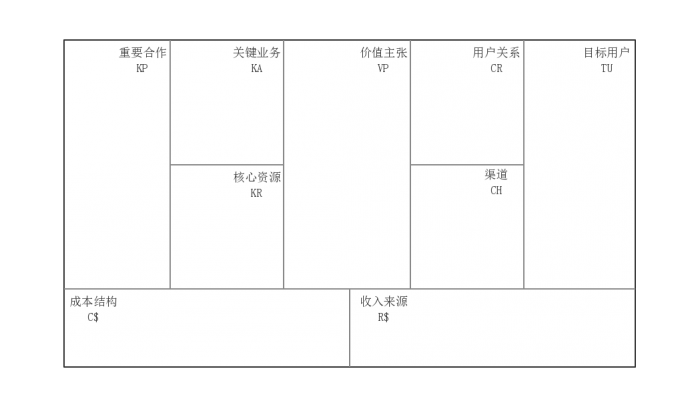 重要合作
KP
关键业务
KA
价值主张
VP
用户关系
CR
目标用户
TU
核心资源
KR
渠道
CH
成本结构
C$
收入来源
R$